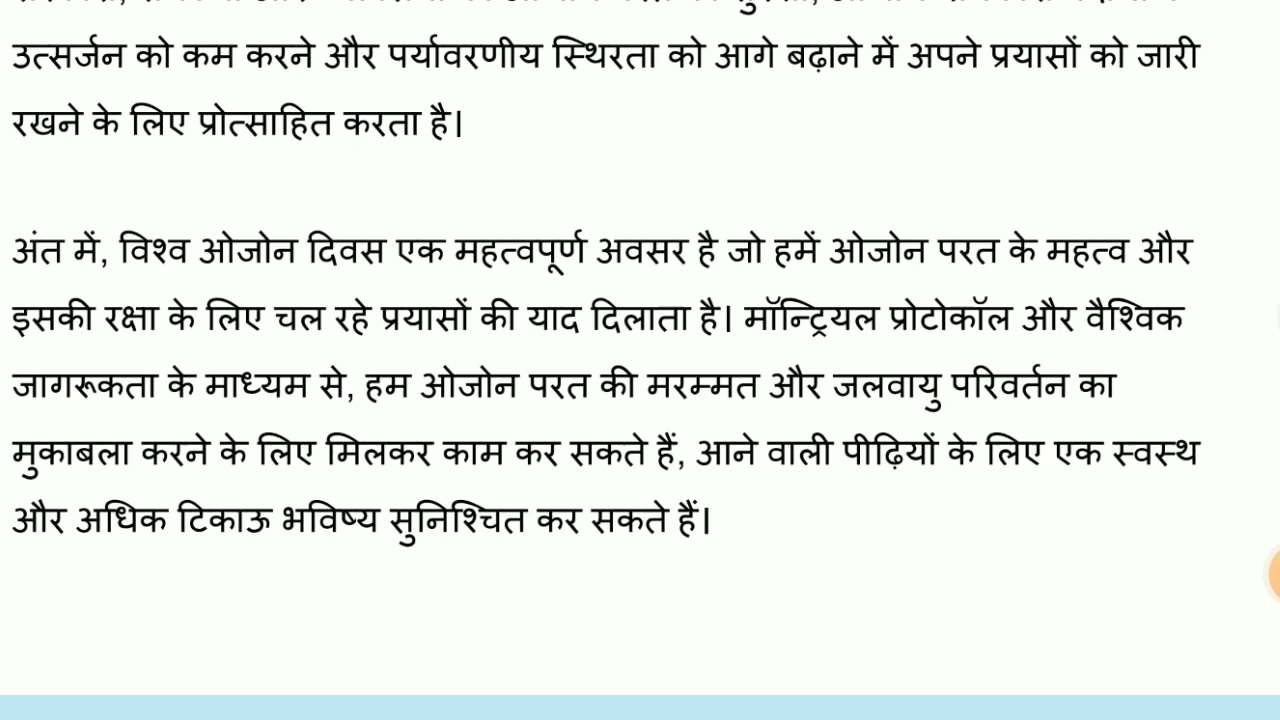 उत्सर्जन को कम करने और पर्यावरणीय स्थिरता को आगे बढ़ाने में अपने प्रयासों को जारी
रखने के लिए प्रोत्साहित करता है।
अंत में, विश्व ओजोन दिवस एक महत्वपूर्ण अवसर है जो हमें ओजोन परत के महत्व और
इसकी रक्षा के लिए चल रहे प्रयासों की याद दिलाता है। मॉन्ट्रियल प्रोटोकॉल और वैश्विक
जागरूकता के माध्यम से, हम ओजोन परत की मरम्मत और जलवायु परिवर्तन का
मुकाबला करने के लिए मिलकर काम कर सकते हैं, आने वाली पीढ़ियों के लिए एक स्वस्थ
और अधिक टिकाऊ भविष्य सुनिश्चित कर सकते हैं।